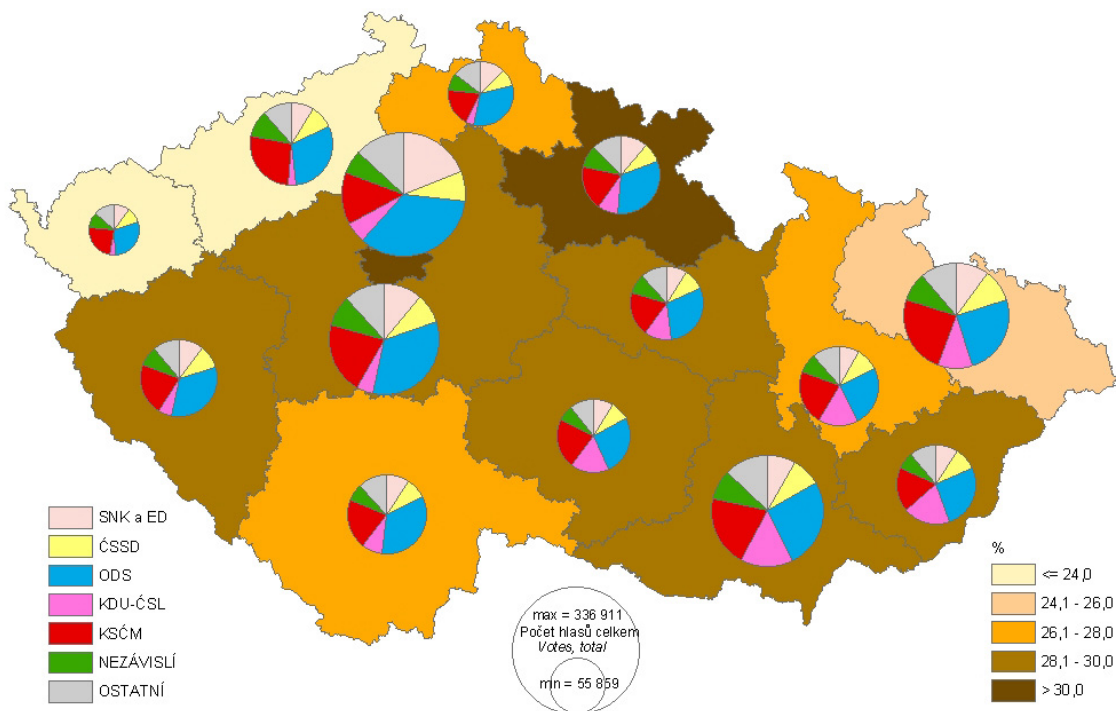 SNK a ED
ČSSD
ODS
KDU-ČSL
KSČM
NEZÁVISLÍ
OSTATNÍ
max = 336 911
Počet hlasů celkem
Votes, total
min = 55 859
%
<= 24,0
24,1 - 26,0
26,1 - 28,0
28,1 - 30,0
> 30,0